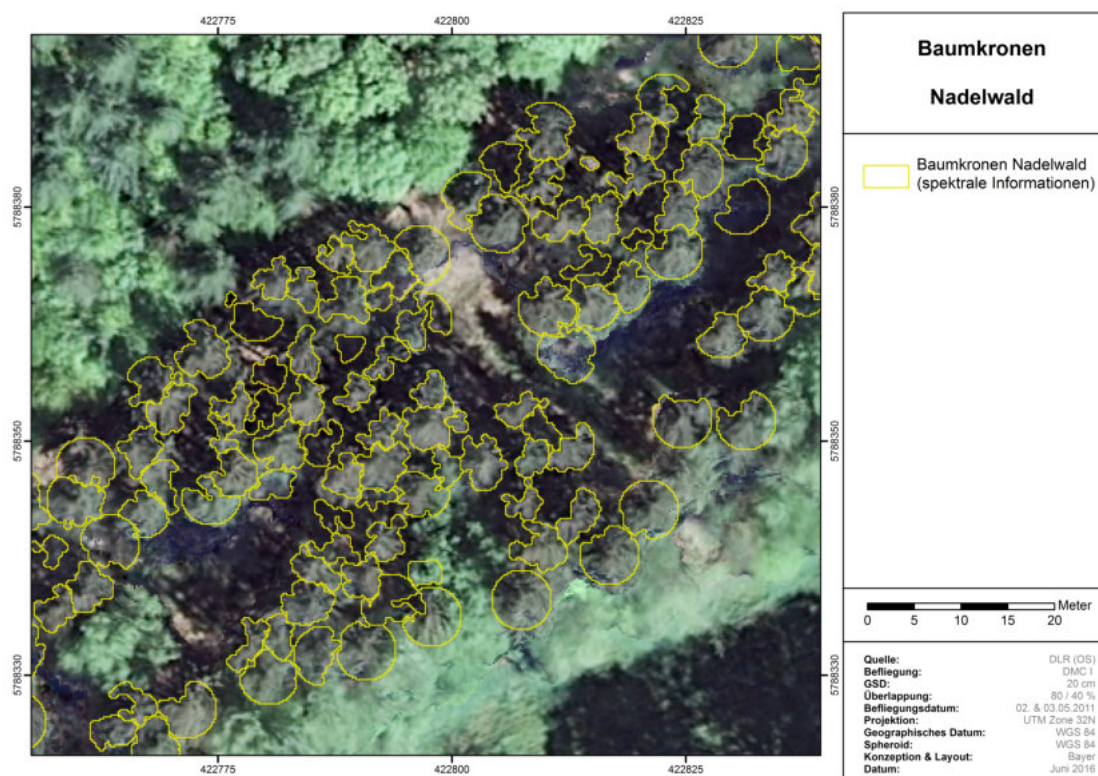 422775 422800 422825
Baumkronen
Nadelwald
Baumkronen Nadelwald
(spektrale Informationen)
5788380 5788380
5788350 5788350
5788330 5788330
Meter
0 5 10 15 20
Quelle: DLR (OS)
Befliegung: DMC I
GSD: 20 cm
Überlappung: 80 / 40 %
Befliegungsdatum: 02. & 03.05.2011
Projektion: UTM Zone 32N
Geographisches Datum: WGS 84
Spheroid: WGS 84
Konzeption & Layout: Bayer
Datum: Juni 2016
422775 422800 422825